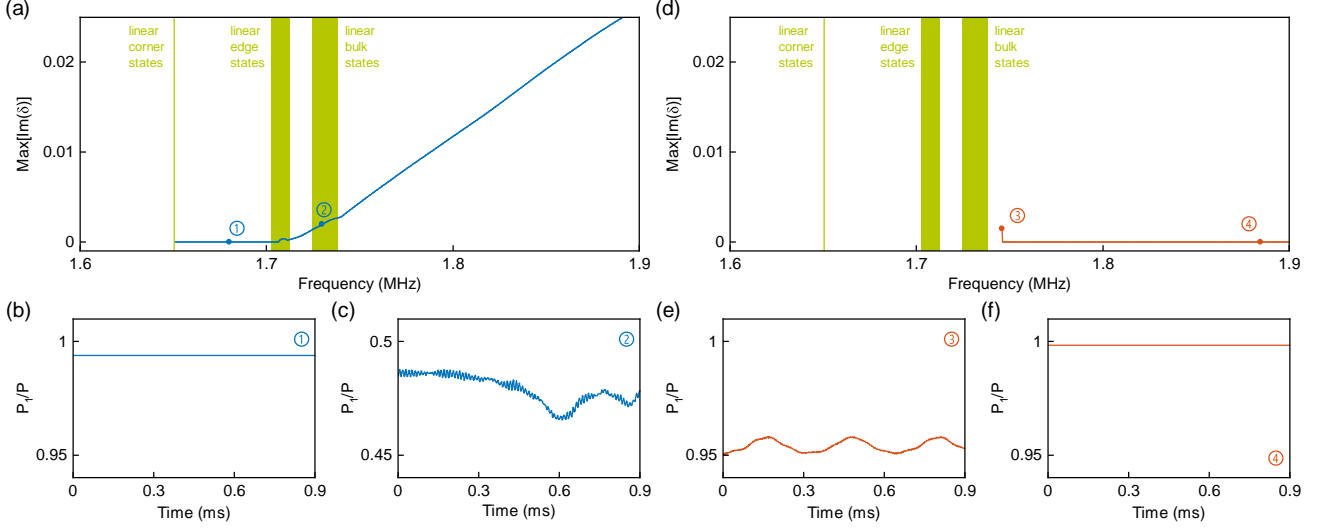 (a)
Max[Im(δ)]
0.02
0.01
0
linear
corner
states
linear
edge
states
linear
bulk
states
①
②
1.6
1.7
1.8
1.9
Frequency (MHz)
(d)
Max[Im(δ)]
0.02
0.01
0
linear
corner
states
linear
edge
states
linear
bulk
states
③
④
1.6
1.7
1.8
1.9
Frequency (MHz)
(b)
P₁/P
1
0.95
①
0
0.3
0.6
0.9
Time (ms)
(c)
P₁/P
0.5
0.45
②
0
0.3
0.6
0.9
Time (ms)
(e)
P₁/P
1
0.95
③
0
0.3
0.6
0.9
Time (ms)
(f)
P₁/P
1
0.95
④
0
0.3
0.6
0.9
Time (ms)